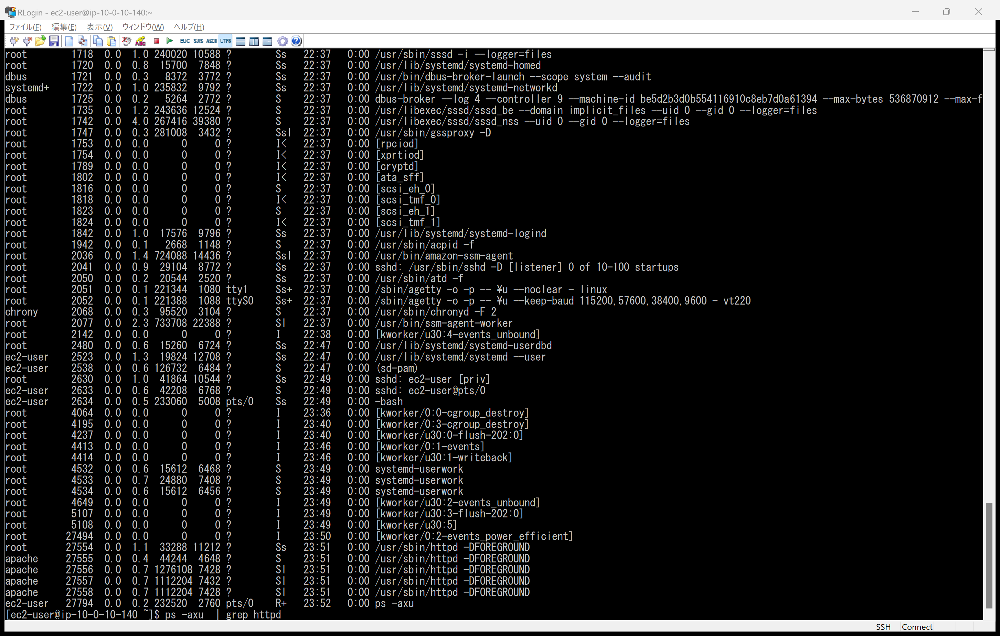 RLogin - ec2-user@ip-10-0-10-140:~
ファイル(F) 編集(E) 表示(V) ウィンドウ(W) ヘルプ(H)
EUC SJIS ASCII UTF8
root 1718 0.0 1.0 240020 10588 ? Ss 22:37 0:00 /usr/sbin/sssd -i --logger=files
root 1720 0.0 0.8 15700 7848 ? Ss 22:37 0:00 /usr/lib/systemd/systemd-homed
dbus 1721 0.0 0.3 8372 3772 ? Ss 22:37 0:00 /usr/bin/dbus-broker-launch --scope system --audit
systemd+ 1722 0.0 1.0 235832 9792 ? Ss 22:37 0:00 /usr/lib/systemd/systemd-networkd
dbus 1725 0.0 0.2 5264 2772 ? S 22:37 0:00 dbus-broker --log 4 --controller 9 --machine-id be5d2b3d0b554116910c8eb7d0a61394 --max-bytes 536870912 --max-f
root 1735 0.0 1.2 243636 12524 ? S 22:37 0:00 /usr/libexec/sssd/sssd_be --domain implicit_files --uid 0 --gid 0 --logger=files
root 1742 0.0 4.0 267416 39380 ? S 22:37 0:00 /usr/libexec/sssd/sssd_nss --uid 0 --gid 0 --logger=files
root 1747 0.0 0.3 281008 3432 ? Ssl 22:37 0:00 /usr/sbin/gssproxy -D
root 1753 0.0 0.0 0 0 ? I< 22:37 0:00 [rpciod]
root 1754 0.0 0.0 0 0 ? I< 22:37 0:00 [xprtiod]
root 1789 0.0 0.0 0 0 ? I< 22:37 0:00 [cryptd]
root 1802 0.0 0.0 0 0 ? I< 22:37 0:00 [ata_sff]
root 1816 0.0 0.0 0 0 ? S 22:37 0:00 [scsi_eh_0]
root 1818 0.0 0.0 0 0 ? I< 22:37 0:00 [scsi_tmf_0]
root 1823 0.0 0.0 0 0 ? S 22:37 0:00 [scsi_eh_1]
root 1824 0.0 0.0 0 0 ? I< 22:37 0:00 [scsi_tmf_1]
root 1842 0.0 1.0 17576 9796 ? Ss 22:37 0:00 /usr/lib/systemd/systemd-logind
root 1942 0.0 0.1 2668 1148 ? S 22:37 0:00 /usr/sbin/acpid -f
root 2036 0.0 1.4 724088 14436 ? Ssl 22:37 0:00 /usr/bin/amazon-ssm-agent
root 2041 0.0 0.9 29104 8772 ? Ss 22:37 0:00 sshd: /usr/sbin/sshd -D [listener] 0 of 10-100 startups
root 2050 0.0 0.2 20544 2520 ? Ss 22:37 0:00 /usr/sbin/atd -f
root 2051 0.0 0.1 221344 1080 tty1 Ss+ 22:37 0:00 /sbin/agetty -o -p -- ¥u --noclear - linux
root 2052 0.0 0.1 221388 1088 ttyS0 Ss+ 22:37 0:00 /sbin/agetty -o -p -- ¥u --keep-baud 115200,57600,38400,9600 - vt220
chrony 2068 0.0 0.3 95520 3104 ? S 22:37 0:00 /usr/sbin/chronyd -F 2
root 2077 0.0 2.3 733708 22388 ? Sl 22:37 0:00 /usr/bin/ssm-agent-worker
root 2142 0.0 0.0 0 0 ? I 22:38 0:00 [kworker/u30:4-events_unbound]
root 2480 0.0 0.6 15260 6724 ? Ss 22:47 0:00 /usr/lib/systemd/systemd-userdbd
ec2-user 2523 0.0 1.3 19824 12708 ? Ss 22:47 0:00 /usr/lib/systemd/systemd --user
ec2-user 2538 0.0 0.6 126732 6484 ? S 22:47 0:00 (sd-pam)
root 2630 0.0 1.0 41864 10544 ? Ss 22:49 0:00 sshd: ec2-user [priv]
ec2-user 2633 0.0 0.6 42208 6768 ? S 22:49 0:00 sshd: ec2-user@pts/0
ec2-user 2634 0.0 0.5 233060 5008 pts/0 Ss 22:49 0:00 -bash
root 4064 0.0 0.0 0 0 ? I 23:36 0:00 [kworker/0:0-cgroup_destroy]
root 4195 0.0 0.0 0 0 ? I 23:40 0:00 [kworker/0:3-cgroup_destroy]
root 4237 0.0 0.0 0 0 ? I 23:40 0:00 [kworker/u30:0-flush-202:0]
root 4413 0.0 0.0 0 0 ? I 23:46 0:00 [kworker/0:1-events]
root 4414 0.0 0.0 0 0 ? I 23:46 0:00 [kworker/u30:1-writeback]
root 4532 0.0 0.6 15612 6468 ? S 23:49 0:00 systemd-userwork
root 4533 0.0 0.7 24880 7408 ? S 23:49 0:00 systemd-userwork
root 4534 0.0 0.6 15612 6456 ? S 23:49 0:00 systemd-userwork
root 4649 0.0 0.0 0 0 ? I 23:49 0:00 [kworker/u30:2-events_unbound]
root 5107 0.0 0.0 0 0 ? I 23:49 0:00 [kworker/u30:3-flush-202:0]
root 5108 0.0 0.0 0 0 ? I 23:49 0:00 [kworker/u30:5]
root 27494 0.0 0.0 0 0 ? I 23:50 0:00 [kworker/0:2-events_power_efficient]
root 27554 0.0 1.1 33288 11212 ? Ss 23:51 0:00 /usr/sbin/httpd -DFOREGROUND
apache 27555 0.0 0.4 44244 4648 ? S 23:51 0:00 /usr/sbin/httpd -DFOREGROUND
apache 27556 0.0 0.7 1276108 7428 ? Sl 23:51 0:00 /usr/sbin/httpd -DFOREGROUND
apache 27557 0.0 0.7 1112204 7432 ? Sl 23:51 0:00 /usr/sbin/httpd -DFOREGROUND
apache 27558 0.0 0.7 1112204 7428 ? Sl 23:51 0:00 /usr/sbin/httpd -DFOREGROUND
ec2-user 27794 0.0 0.2 232520 2760 pts/0 R+ 23:52 0:00 ps -axu
[ec2-user@ip-10-0-10-140 ~]$ ps -axu | grep httpd
SSH Connect